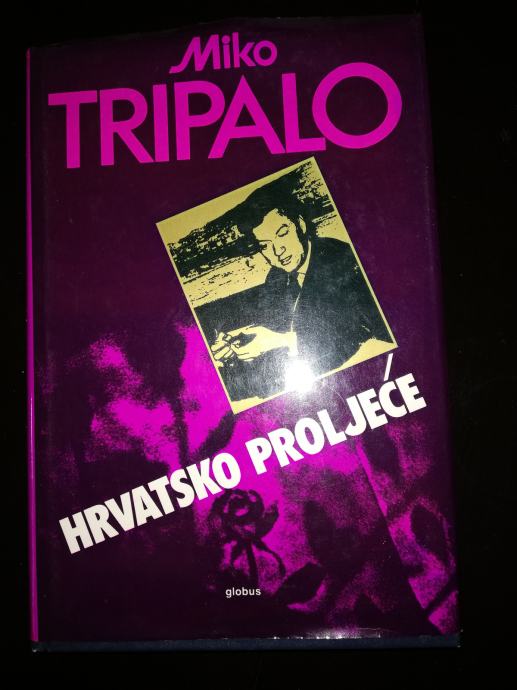 Miko
TRIPALO
HRVATSKO PROLJEĆE
globus